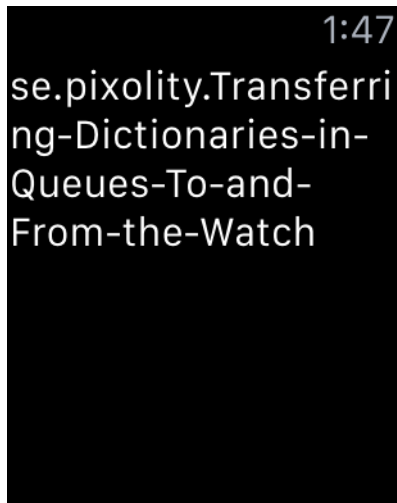 1:47
se.pixolity.Transferri
ng-Dictionaries-in-
Queues-To-and-
From-the-Watch